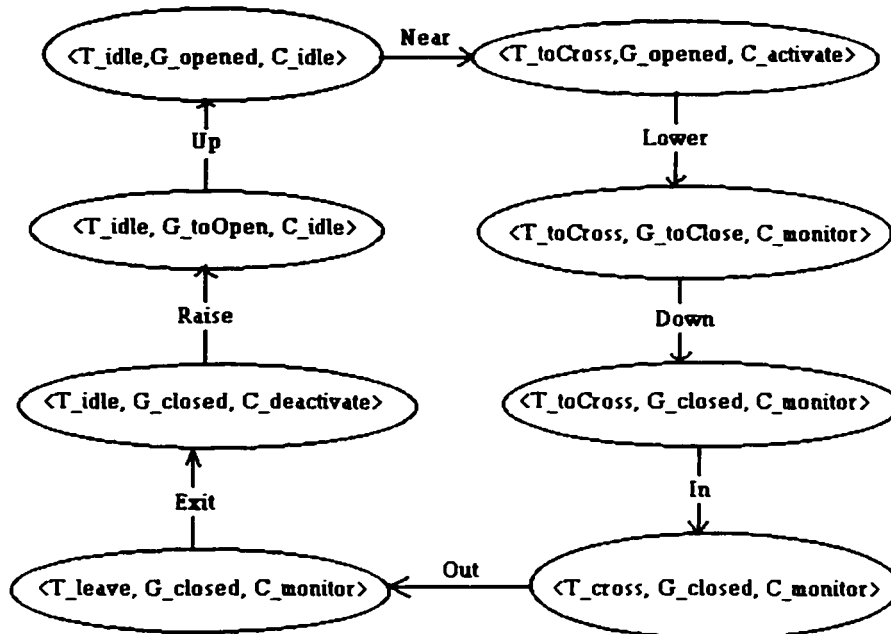 <T_idle,G_opened, C_idle>
Near
<T_toCross,G_opened, C_activate>
Up
Lower
<T_idle, G_toOpen, C_idle>
<T_toCross, G_toClose, C_monitor>
Raise
Down
<T_idle, G_closed, C_deactivate>
<T_toCross, G_closed, C_monitor>
Exit
In
<T_leave, G_closed, C_monitor>
Out
<T_cross, G_closed, C_monitor>